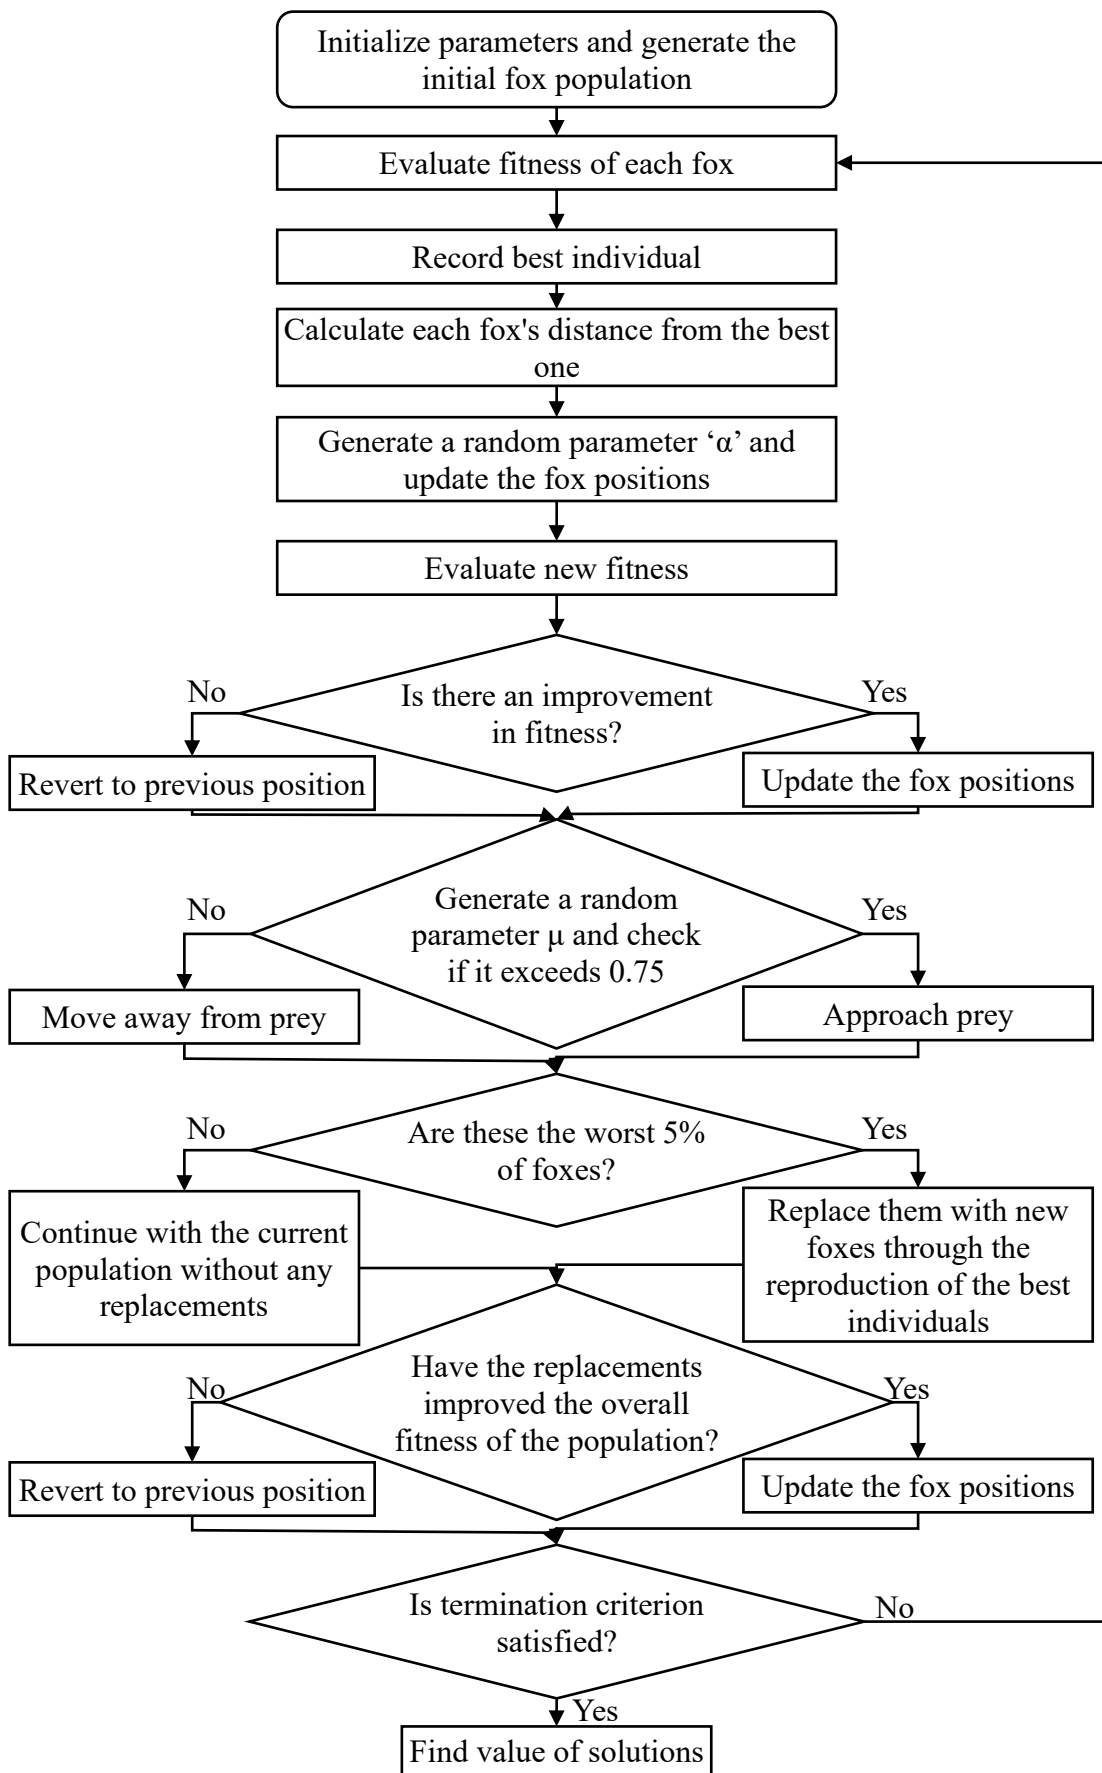 Initialize parameters and generate the
initial fox population
Evaluate fitness of each fox
Record best individual
Calculate each fox's distance from the best
one
Generate a random parameter ‘α’ and
update the fox positions
Evaluate new fitness
No
Is there an improvement
in fitness?
Yes
Revert to previous position
Update the fox positions
No
Generate a random
parameter μ and check
if it exceeds 0.75
Yes
Move away from prey
Approach prey
No
Are these the worst 5%
of foxes?
Yes
Continue with the current
population without any
replacements
Replace them with new
foxes through the
reproduction of the best
individuals
No
Have the replacements
improved the overall
fitness of the population?
Yes
Revert to previous position
Update the fox positions
Is termination criterion
satisfied?
No
Yes
Find value of solutions